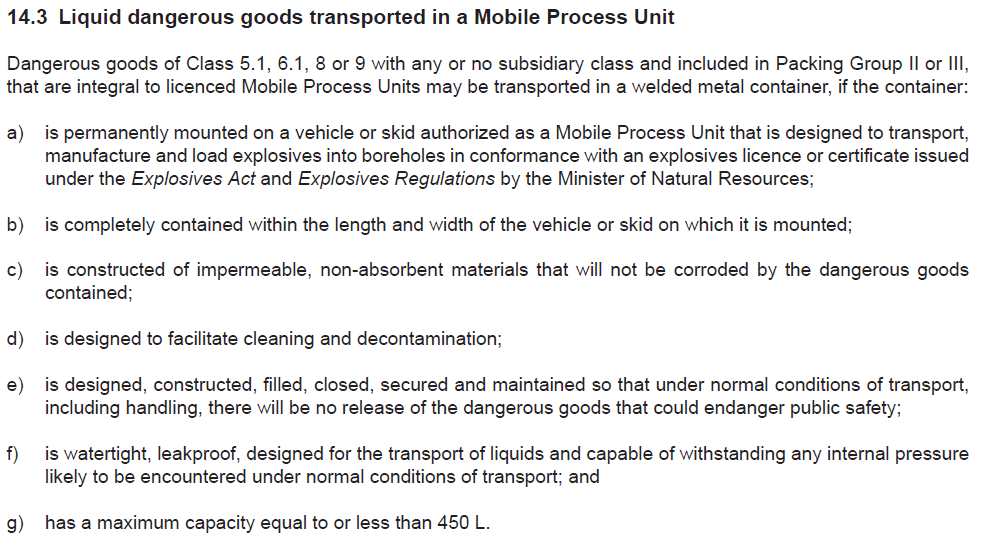 14.3 Liquid dangerous goods transported in a Mobile Process Unit
Dangerous goods of Class 5.1, 6.1, 8 or 9 with any or no subsidiary class and included in Packing Group II or III,
that are integral to licenced Mobile Process Units may be transported in a welded metal container, if the container:
a) is permanently mounted on a vehicle or skid authorized as a Mobile Process Unit that is designed to transport,
manufacture and load explosives into boreholes in conformance with an explosives licence or certificate issued
under the Explosives Act and Explosives Regulations by the Minister of Natural Resources;
b) is completely contained within the length and width of the vehicle or skid on which it is mounted;
c) is constructed of impermeable, non-absorbent materials that will not be corroded by the dangerous goods
contained;
d) is designed to facilitate cleaning and decontamination;
e) is designed, constructed, filled, closed, secured and maintained so that under normal conditions of transport,
including handling, there will be no release of the dangerous goods that could endanger public safety;
f) is watertight, leakproof, designed for the transport of liquids and capable of withstanding any internal pressure
likely to be encountered under normal conditions of transport; and
g) has a maximum capacity equal to or less than 450 L.